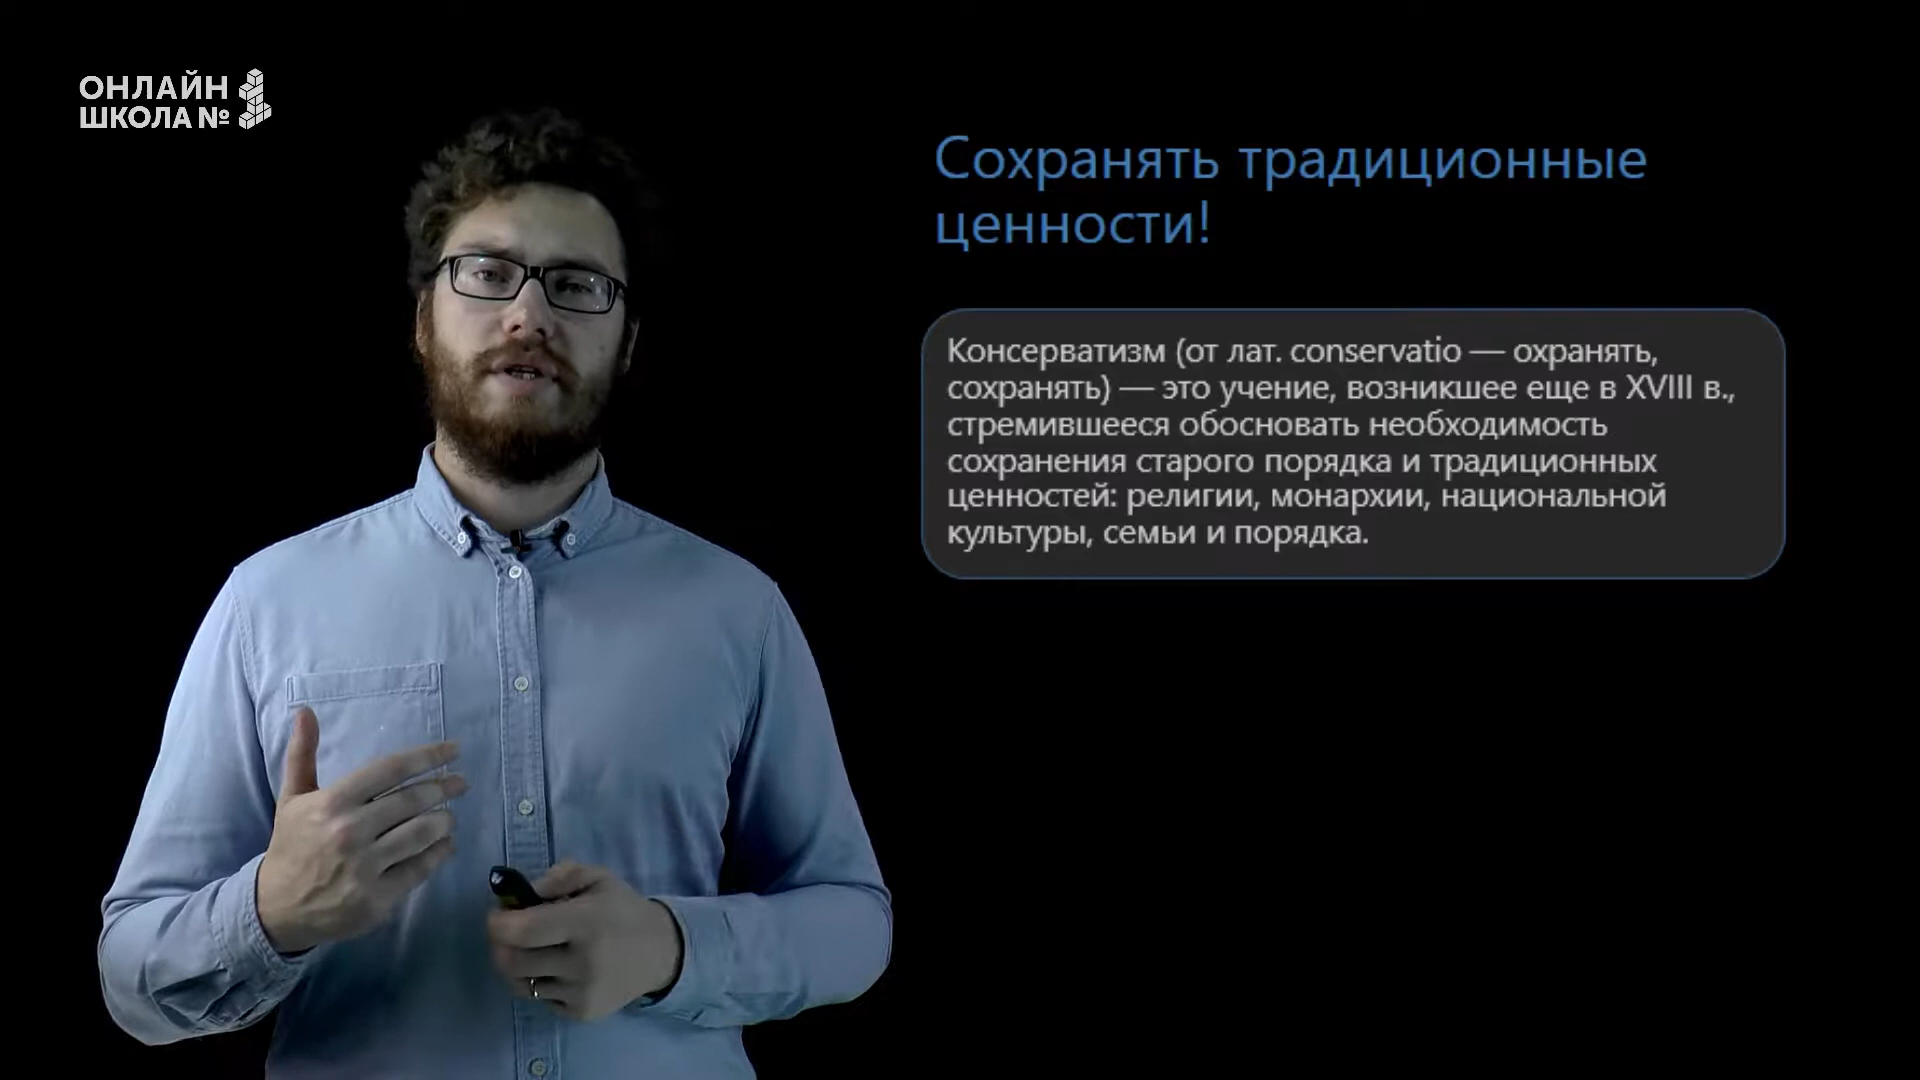 ОНЛАЙН
ШКОЛА №
Сохранять традиционные
ценности!
Консерватизм (от лат. conservatio — охранять,
сохранять) — это учение, возникшее еще в XVIII в.,
стремившееся обосновать необходимость
сохранения старого порядка и традиционных
ценностей: религии, монархии, национальной
культуры, семьи и порядка.